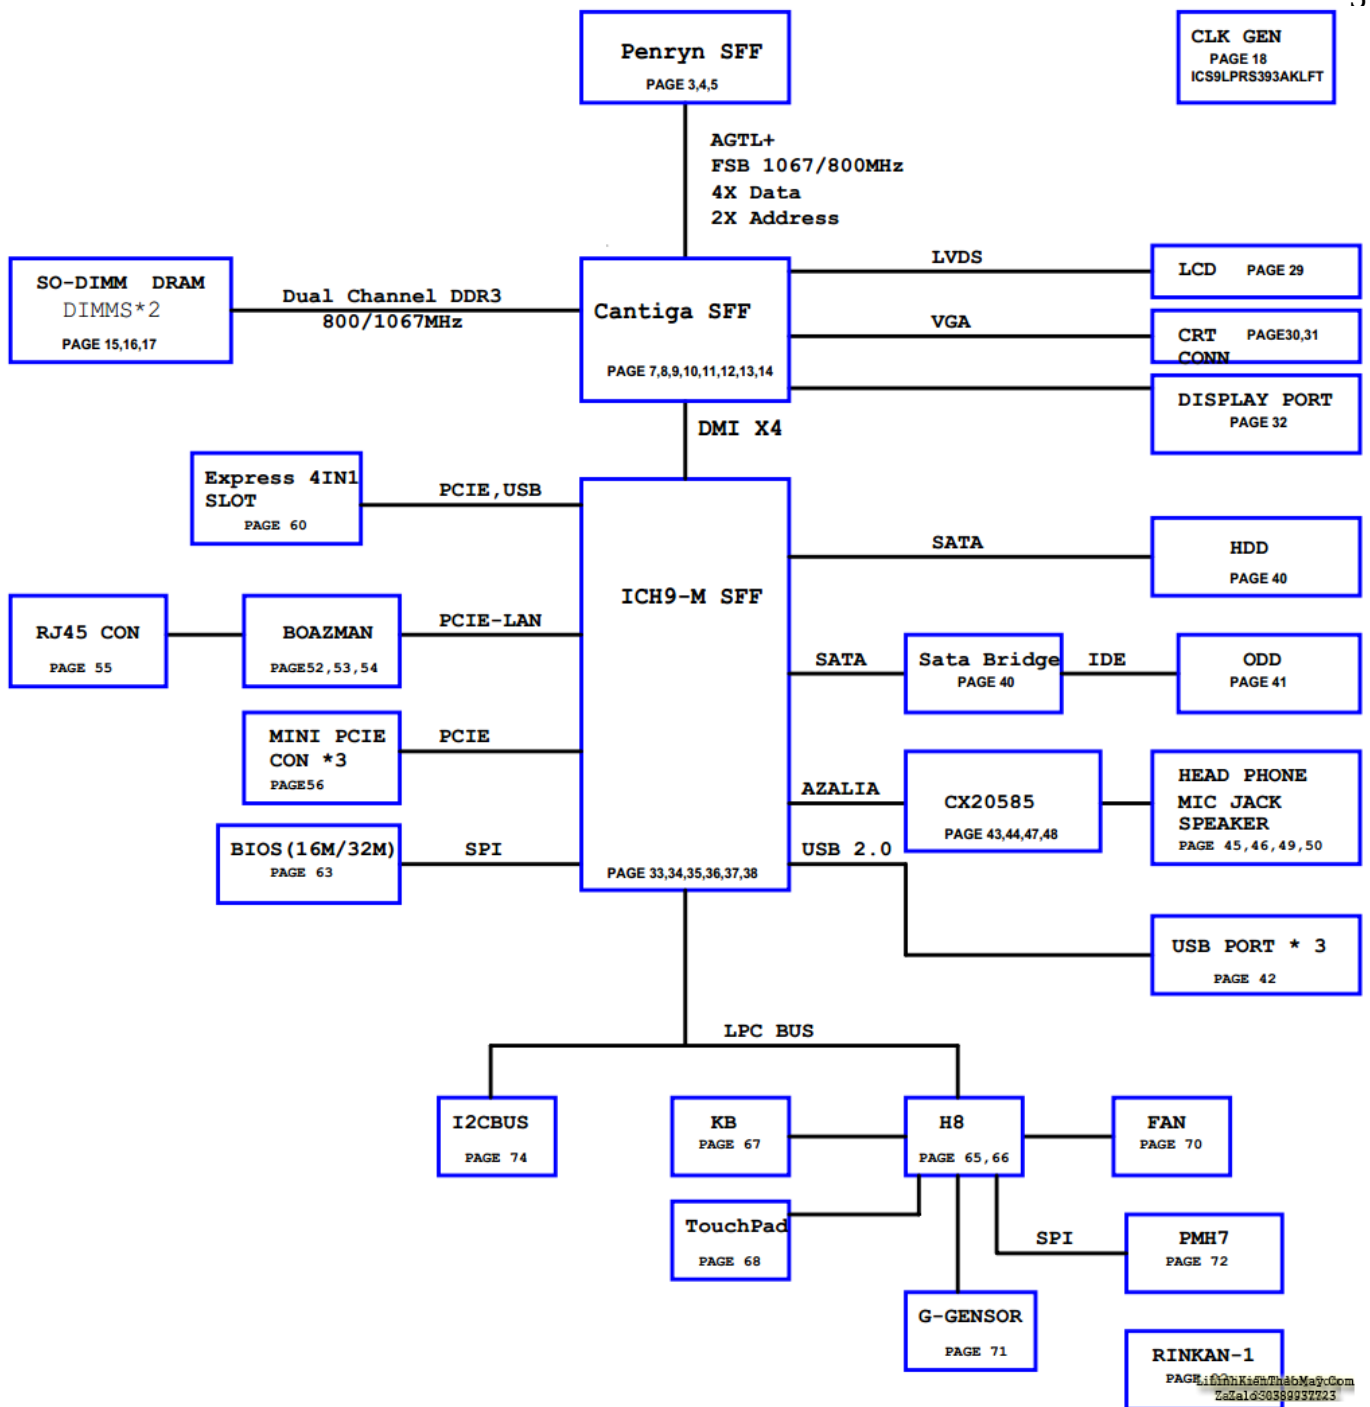 Penryn SFF
PAGE 3,4,5
CLK GEN
PAGE 18
ICS9LPRS393AKLFT
AGTL+
FSB 1067/800MHz
4X Data
2X Address
SO-DIMM DRAM
DIMMS*2
PAGE 15,16,17
Dual Channel DDR3
800/1067MHz
Cantiga SFF
PAGE 7,8,9,10,11,12,13,14
LVDS
LCD PAGE 29
VGA
CRT PAGE30,31
CONN
DISPLAY PORT
PAGE 32
DMI X4
Express 4IN1
SLOT
PAGE 60
PCIE,USB
ICH9-M SFF
PAGE 33,34,35,36,37,38
SATA
HDD
PAGE 40
RJ45 CON
PAGE 55
BOAZMAN
PAGE52,53,54
PCIE-LAN
SATA
Sata Bridge
PAGE 40
IDE
ODD
PAGE 41
MINI PCIE
CON *3
PAGE56
PCIE
AZALIA
CX20585
PAGE 43,44,47,48
HEAD PHONE
MIC JACK
SPEAKER
PAGE 45,46,49,50
BIOS(16M/32M)
PAGE 63
SPI
USB 2.0
USB PORT * 3
PAGE 42
LPC BUS
I2CBUS
PAGE 74
KB
PAGE 67
H8
PAGE 65,66
FAN
PAGE 70
TouchPad
PAGE 68
SPI
PMH7
PAGE 72
G-GENSOR
PAGE 71
RINKAN-1
PAGE